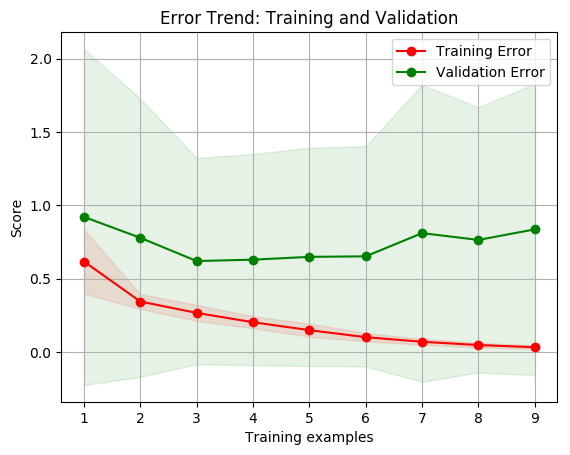 Error Trend: Training and Validation
Training Error
Validation Error
Score
2.0
1.5
1.0
0.5
0.0
1 2 3 4 5 6 7 8 9
Training examples